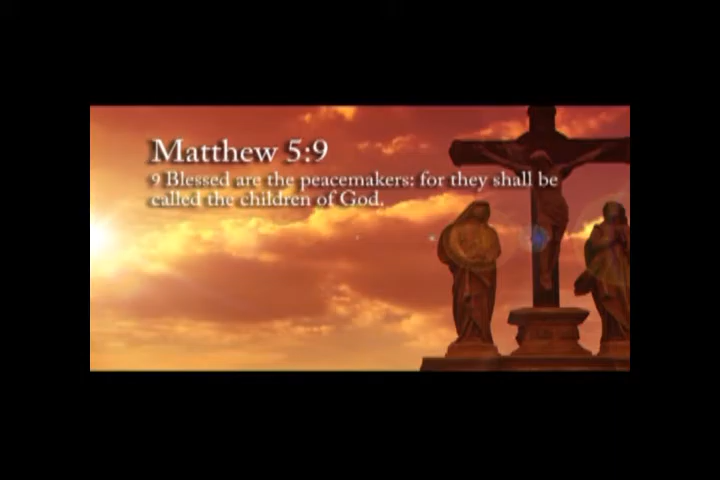 Matthew 5:9
9 Blessed are the peacemakers: for they shall be
called the children of God.